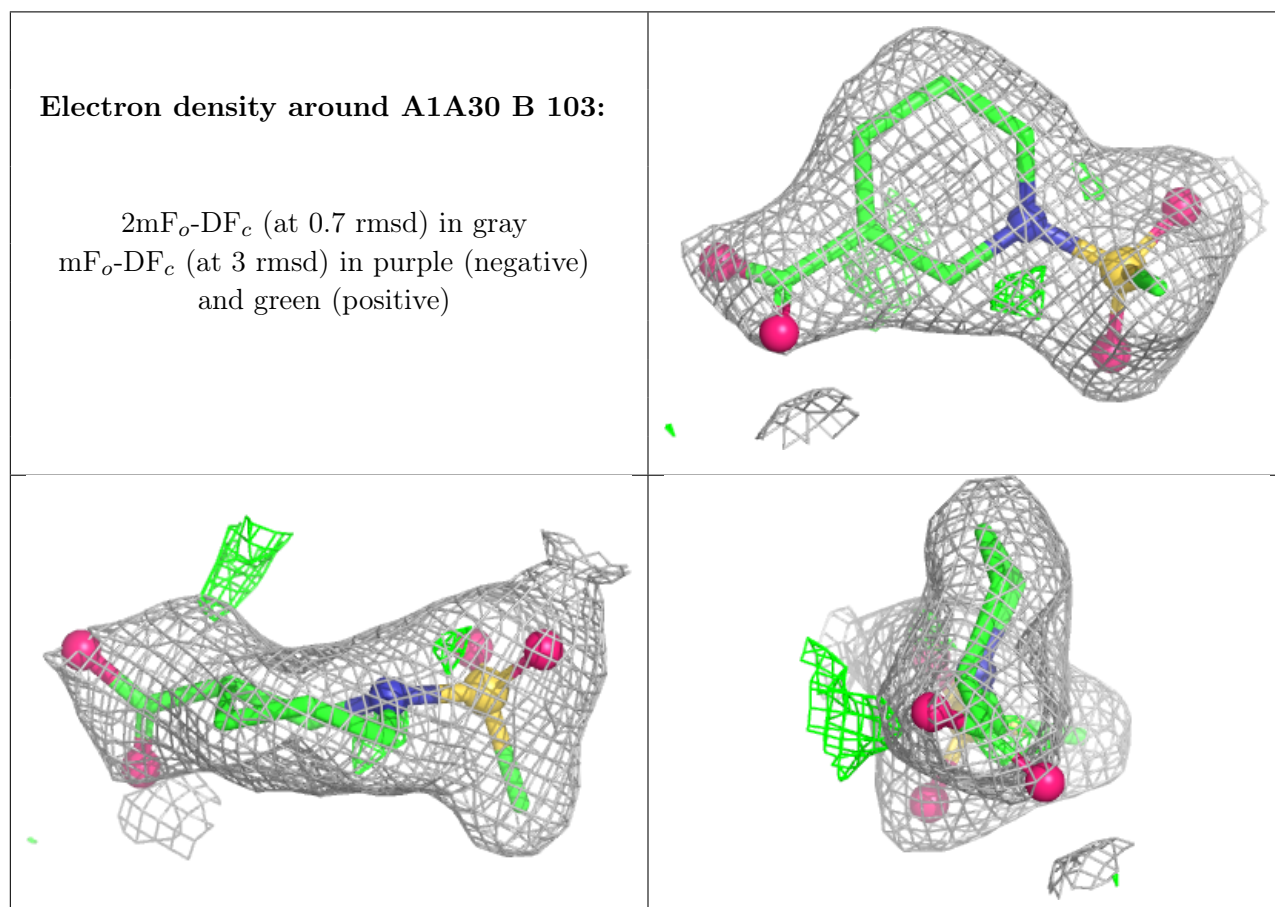 Electron density around A1A30 B 103:
2mFo-DFc (at 0.7 rmsd) in gray
mFo-DFc (at 3 rmsd) in purple (negative)
and green (positive)